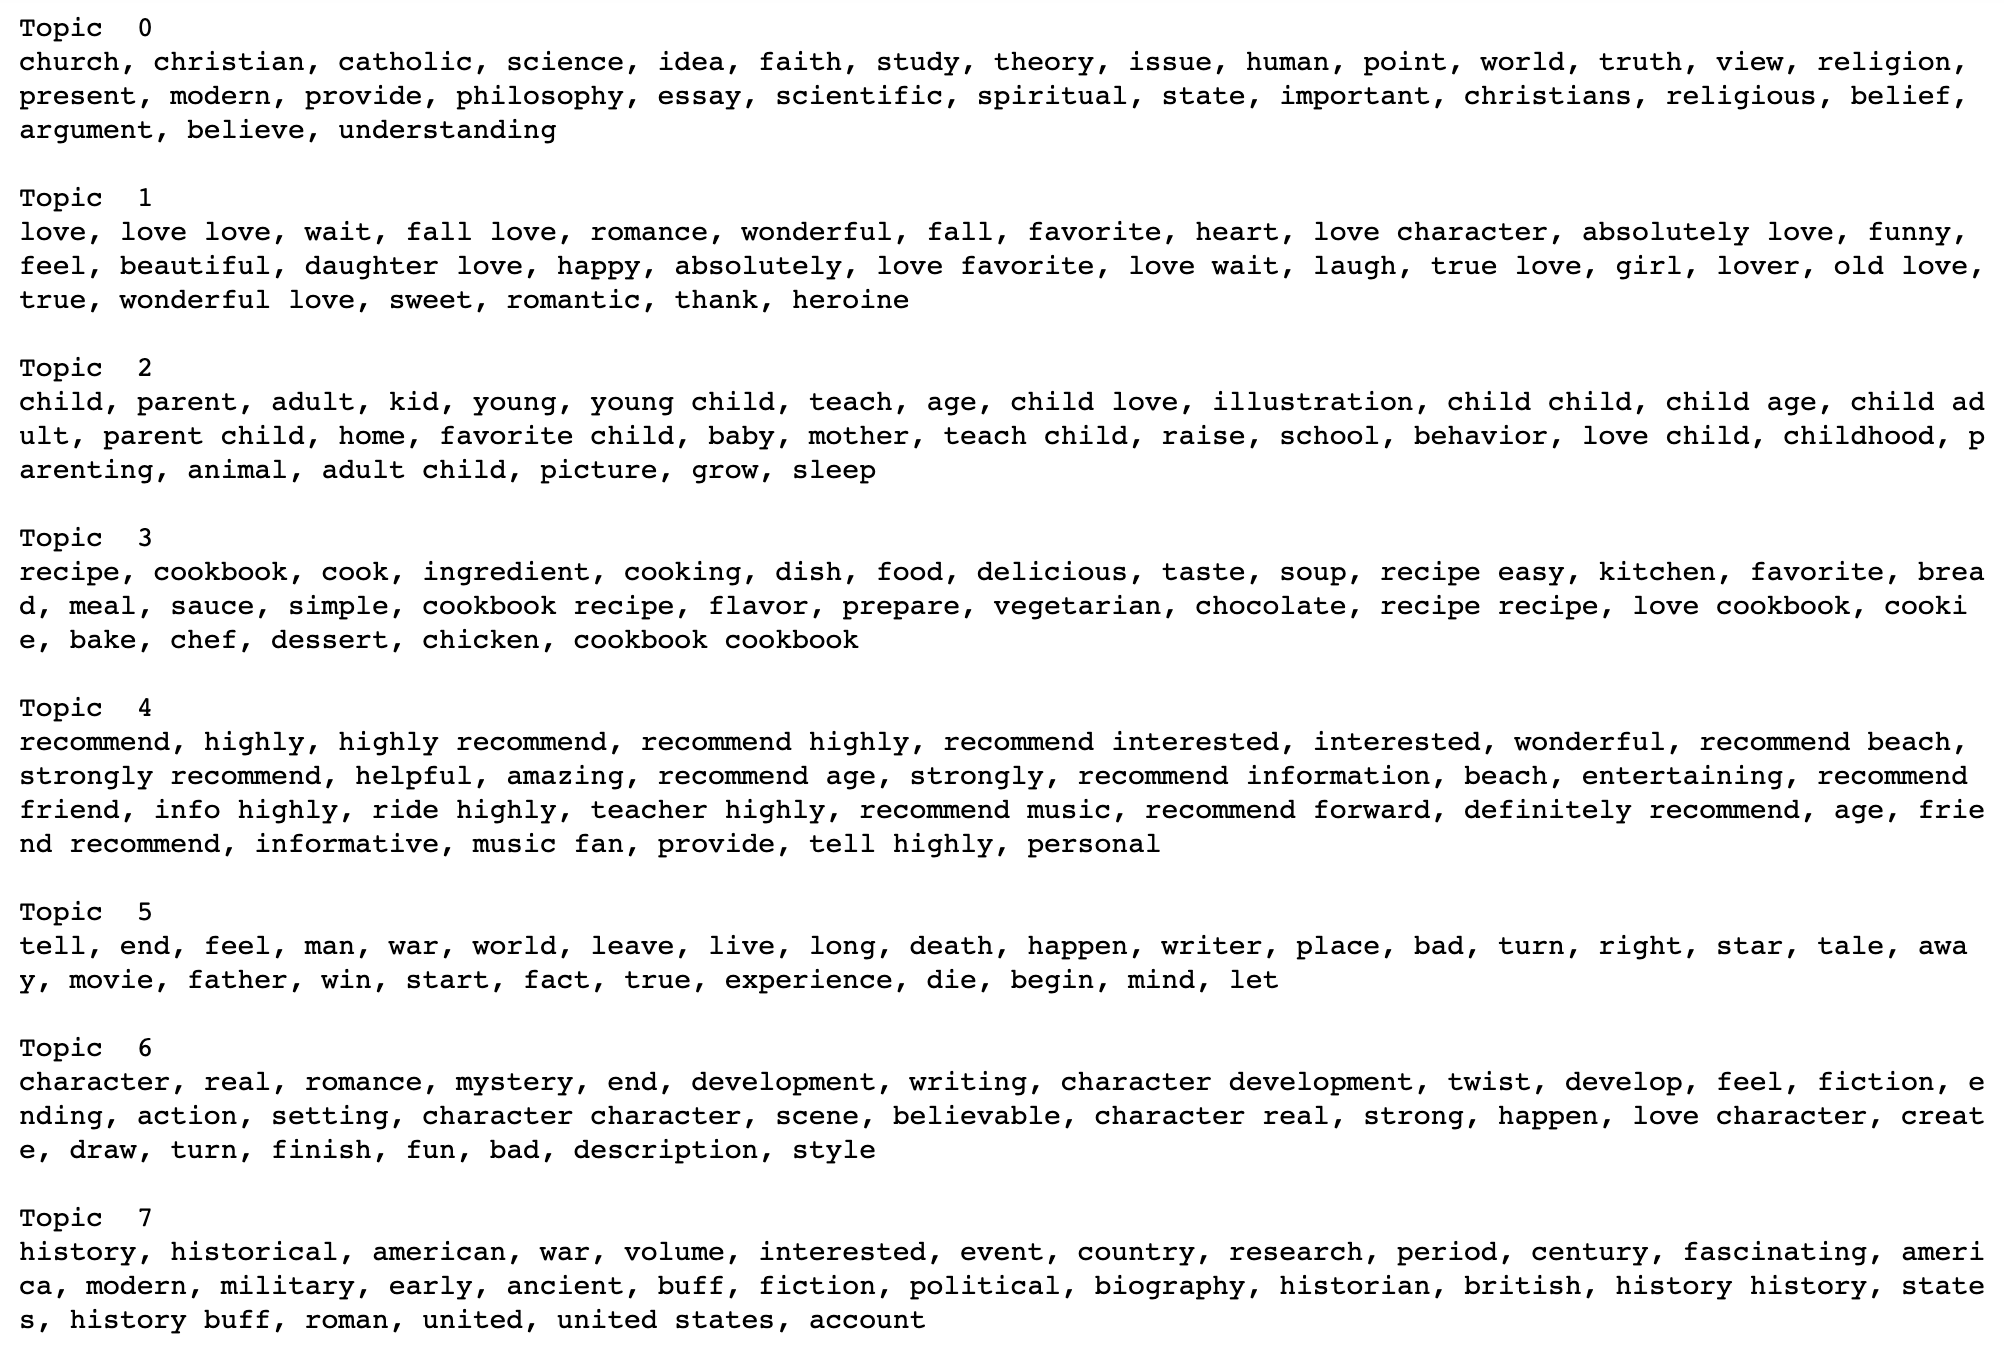 Topic  0
church, christian, catholic, science, idea, faith, study, theory, issue, human, point, world, truth, view, religion,
present, modern, provide, philosophy, essay, scientific, spiritual, state, important, christians, religious, belief,
argument, believe, understanding
Topic  1
love, love love, wait, fall love, romance, wonderful, fall, favorite, heart, love character, absolutely love, funny,
feel, beautiful, daughter love, happy, absolutely, love favorite, love wait, laugh, true love, girl, lover, old love,
true, wonderful love, sweet, romantic, thank, heroine
Topic  2
child, parent, adult, kid, young, young child, teach, age, child love, illustration, child child, child age, child ad
ult, parent child, home, favorite child, baby, mother, teach child, raise, school, behavior, love child, childhood, p
arenting, animal, adult child, picture, grow, sleep
Topic  3
recipe, cookbook, cook, ingredient, cooking, dish, food, delicious, taste, soup, recipe easy, kitchen, favorite, brea
d, meal, sauce, simple, cookbook recipe, flavor, prepare, vegetarian, chocolate, recipe recipe, love cookbook, cooki
e, bake, chef, dessert, chicken, cookbook cookbook
Topic  4
recommend, highly, highly recommend, recommend highly, recommend interested, interested, wonderful, recommend beach,
strongly recommend, helpful, amazing, recommend age, strongly, recommend information, beach, entertaining, recommend
friend, info highly, ride highly, teacher highly, recommend music, recommend forward, definitely recommend, age, frie
nd recommend, informative, music fan, provide, tell highly, personal
Topic  5
tell, end, feel, man, war, world, leave, live, long, death, happen, writer, place, bad, turn, right, star, tale, awa
y, movie, father, win, start, fact, true, experience, die, begin, mind, let
Topic  6
character, real, romance, mystery, end, development, writing, character development, twist, develop, feel, fiction, e
nding, action, setting, character character, scene, believable, character real, strong, happen, love character, creat
e, draw, turn, finish, fun, bad, description, style
Topic  7
history, historical, american, war, volume, interested, event, country, research, period, century, fascinating, ameri
ca, modern, military, early, ancient, buff, fiction, political, biography, historian, british, history history, state
s, history buff, roman, united, united states, account